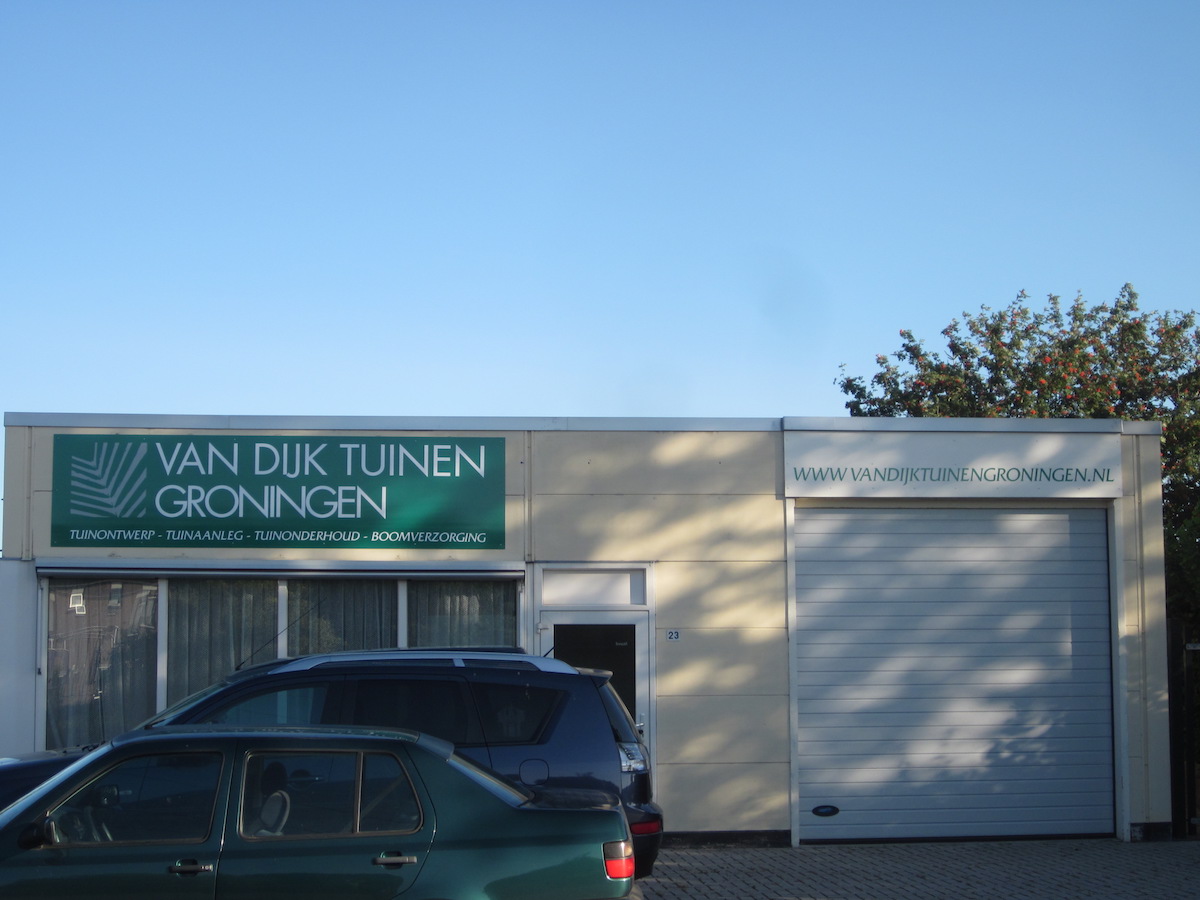 VAN DIJK TUINEN
GRONINGEN
TUINONTWERP - TUINAANLEG - TUINONDERHOUD - BOOMVERZORGING
WWW.VANDIJKTUINENGRONINGEN.NL
23